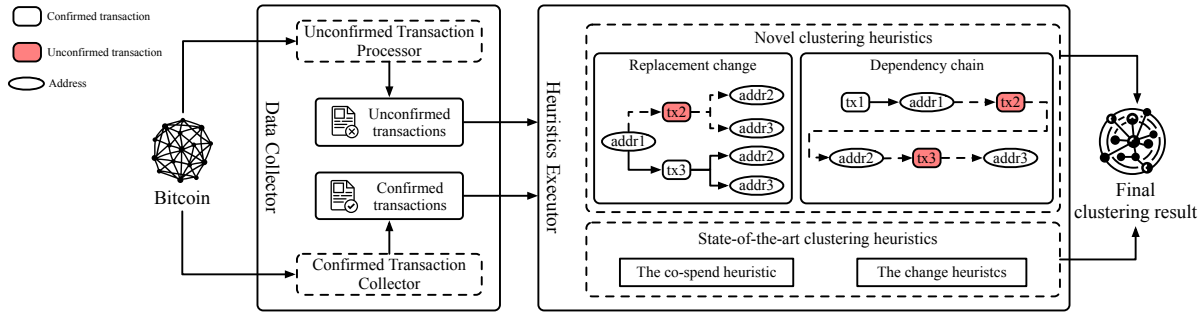 Confirmed transaction
Unconfirmed transaction
Address
Bitcoin
Data Collector
Unconfirmed Transaction
Processor
Unconfirmed
transactions
Confirmed
transactions
Confirmed Transaction
Collector
Heuristics Executor
Novel clustering heuristics
Replacement change
addr1
tx2
addr2
addr3
tx3
addr2
addr3
Dependency chain
tx1
addr1
tx2
addr2
tx3
addr3
State-of-the-art clustering heuristics
The co-spend heuristic
The change heuristcs
Final
clustering result